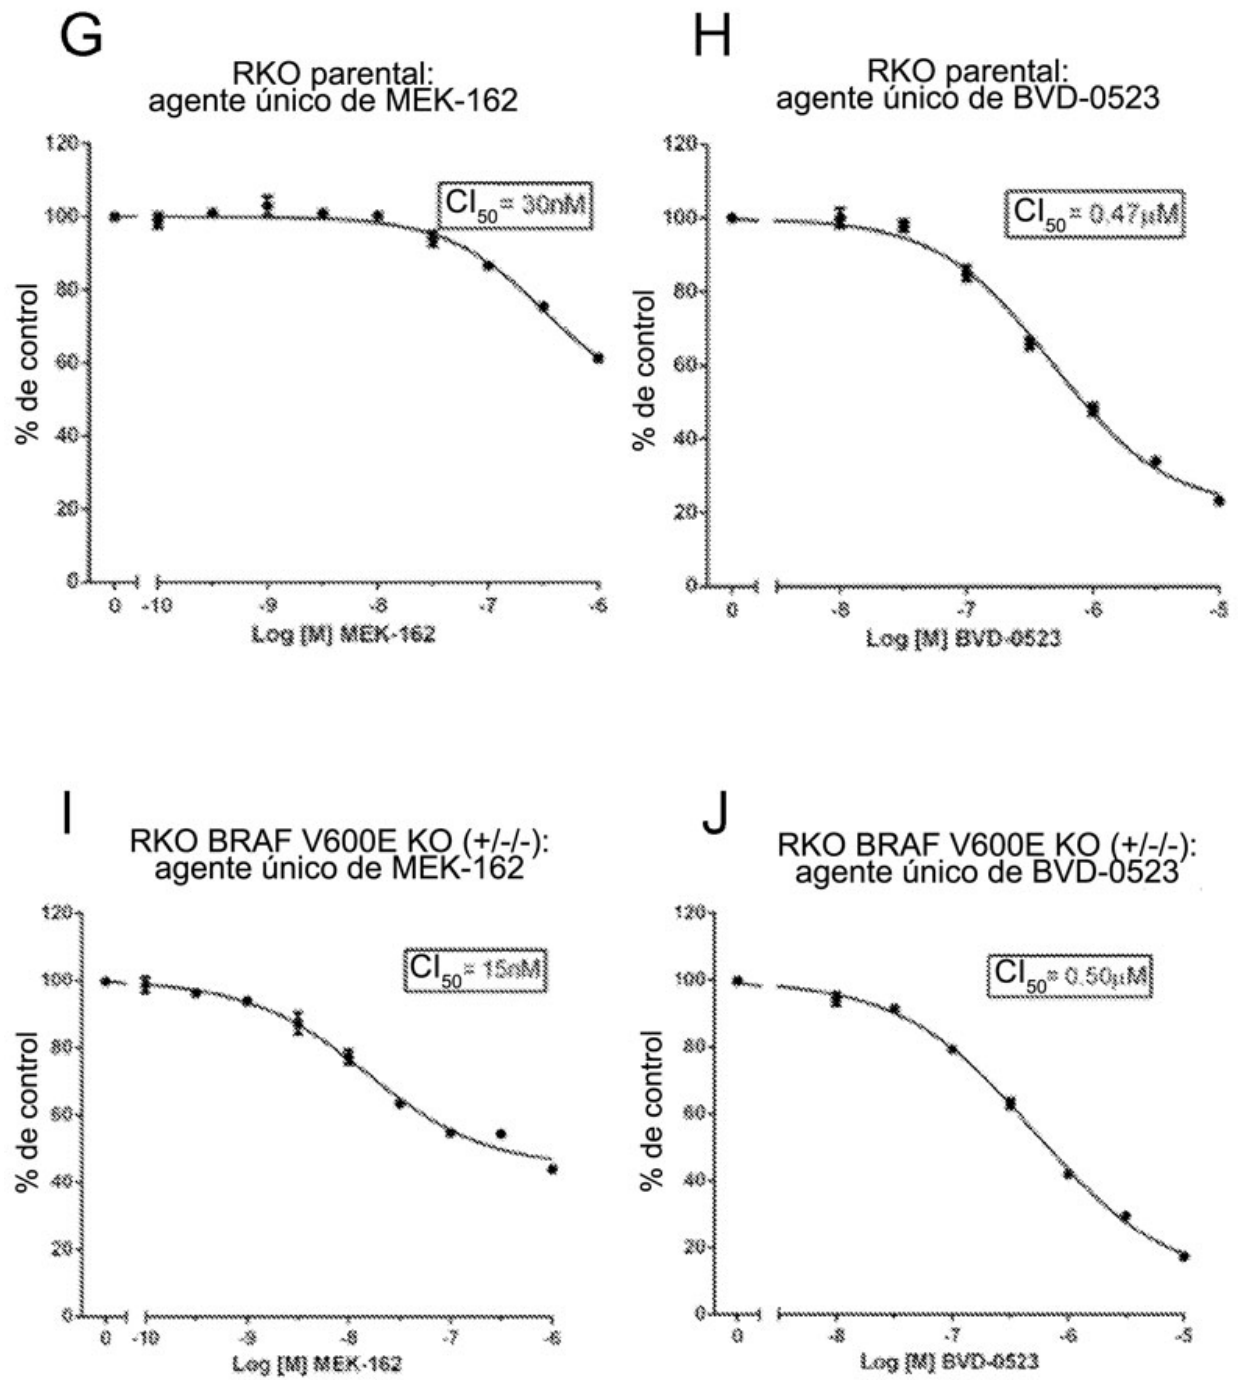 G
RKO parental:
agente único de MEK-162
CI50 = 30nM
% de control
120
100
80
60
40
20
0
0 -10 -9 -8 -7 -6
Log [M] MEK-162
H
RKO parental:
agente único de BVD-0523
CI50 = 0.47µM
% de control
120
100
80
60
40
20
0
0 -8 -7 -6 -5
Log [M] BVD-0523
I
RKO BRAF V600E KO (+/-/-):
agente único de MEK-162
CI50 = 15nM
% de control
120
100
80
60
40
20
0
0 -10 -9 -8 -7 -6
Log [M] MEK-162
J
RKO BRAF V600E KO (+/-/-):
agente único de BVD-0523
CI50 = 0.50µM
% de control
120
100
80
60
40
20
0
0 -8 -7 -6 -5
Log [M] BVD-0523